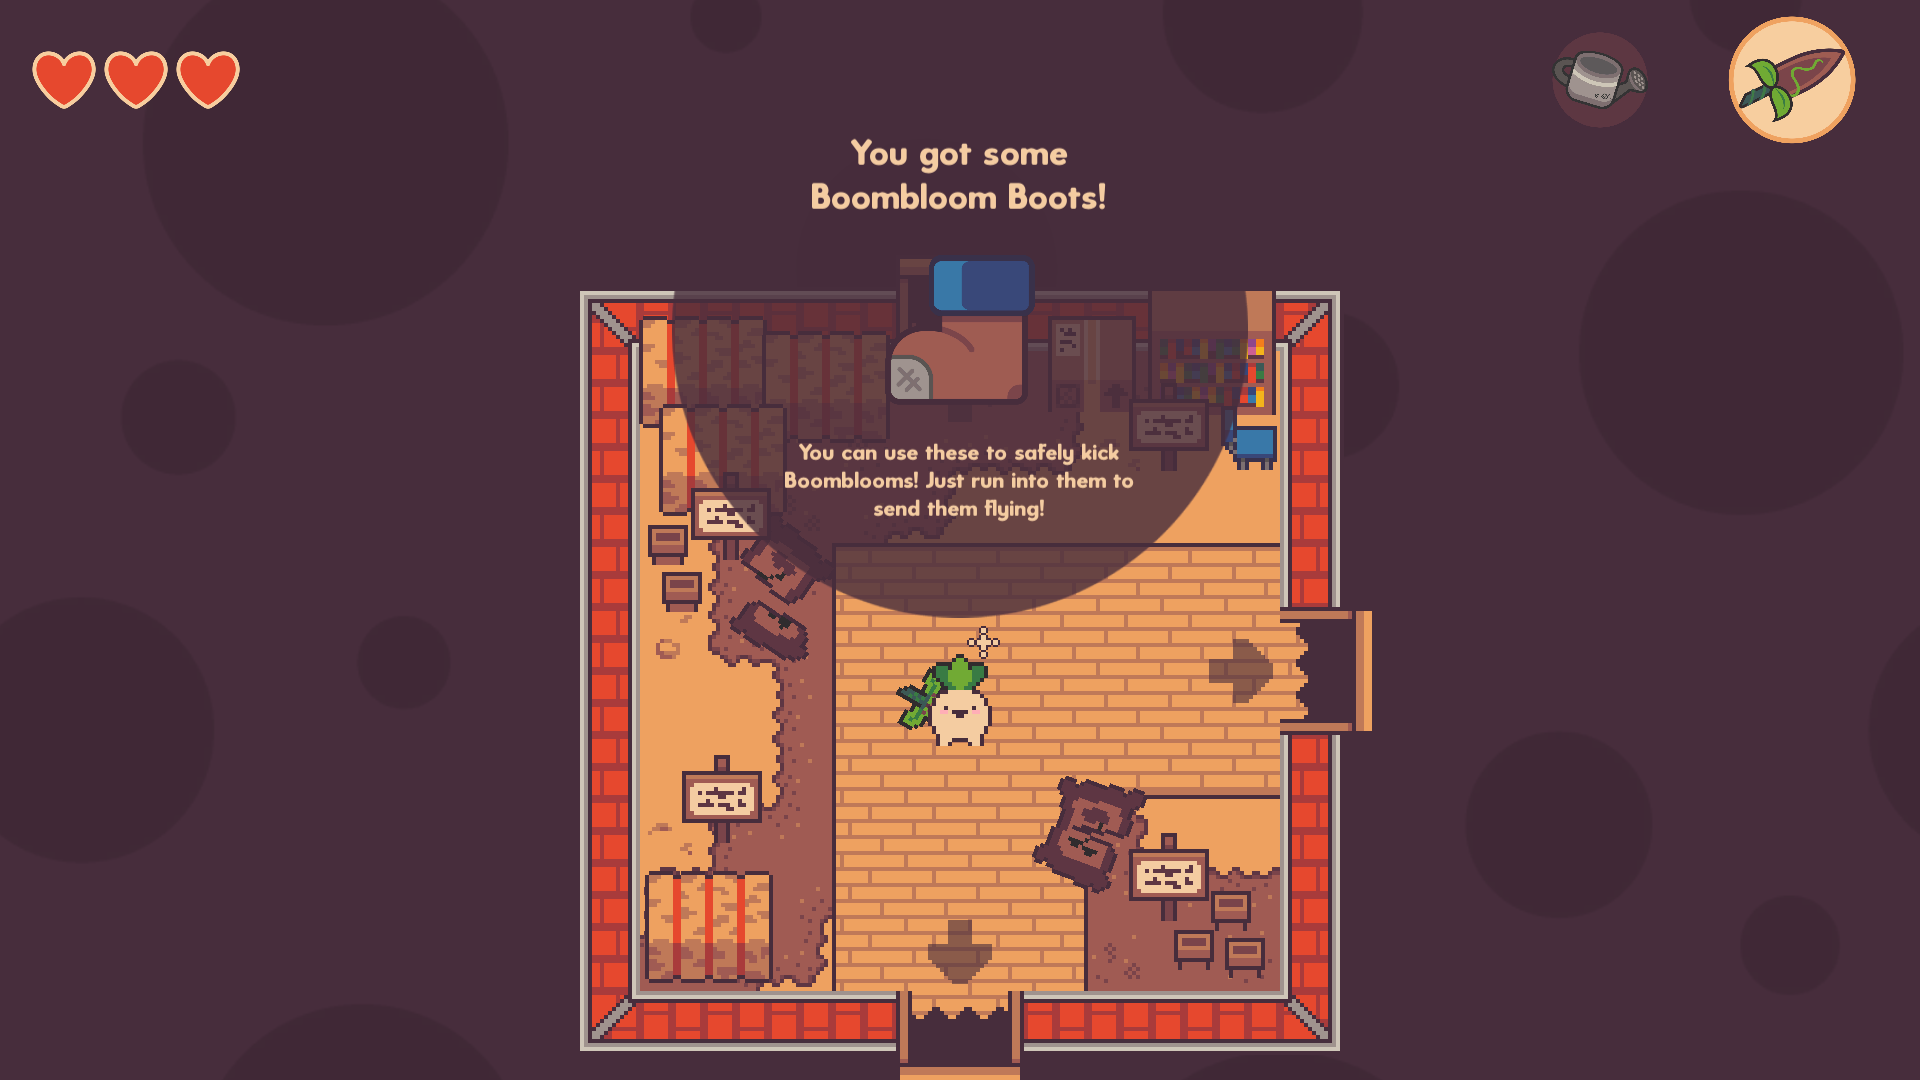 You got some
Boombloom Boots!
You can use these to safely kick
Boomblooms! Just run into them to
send them flying!